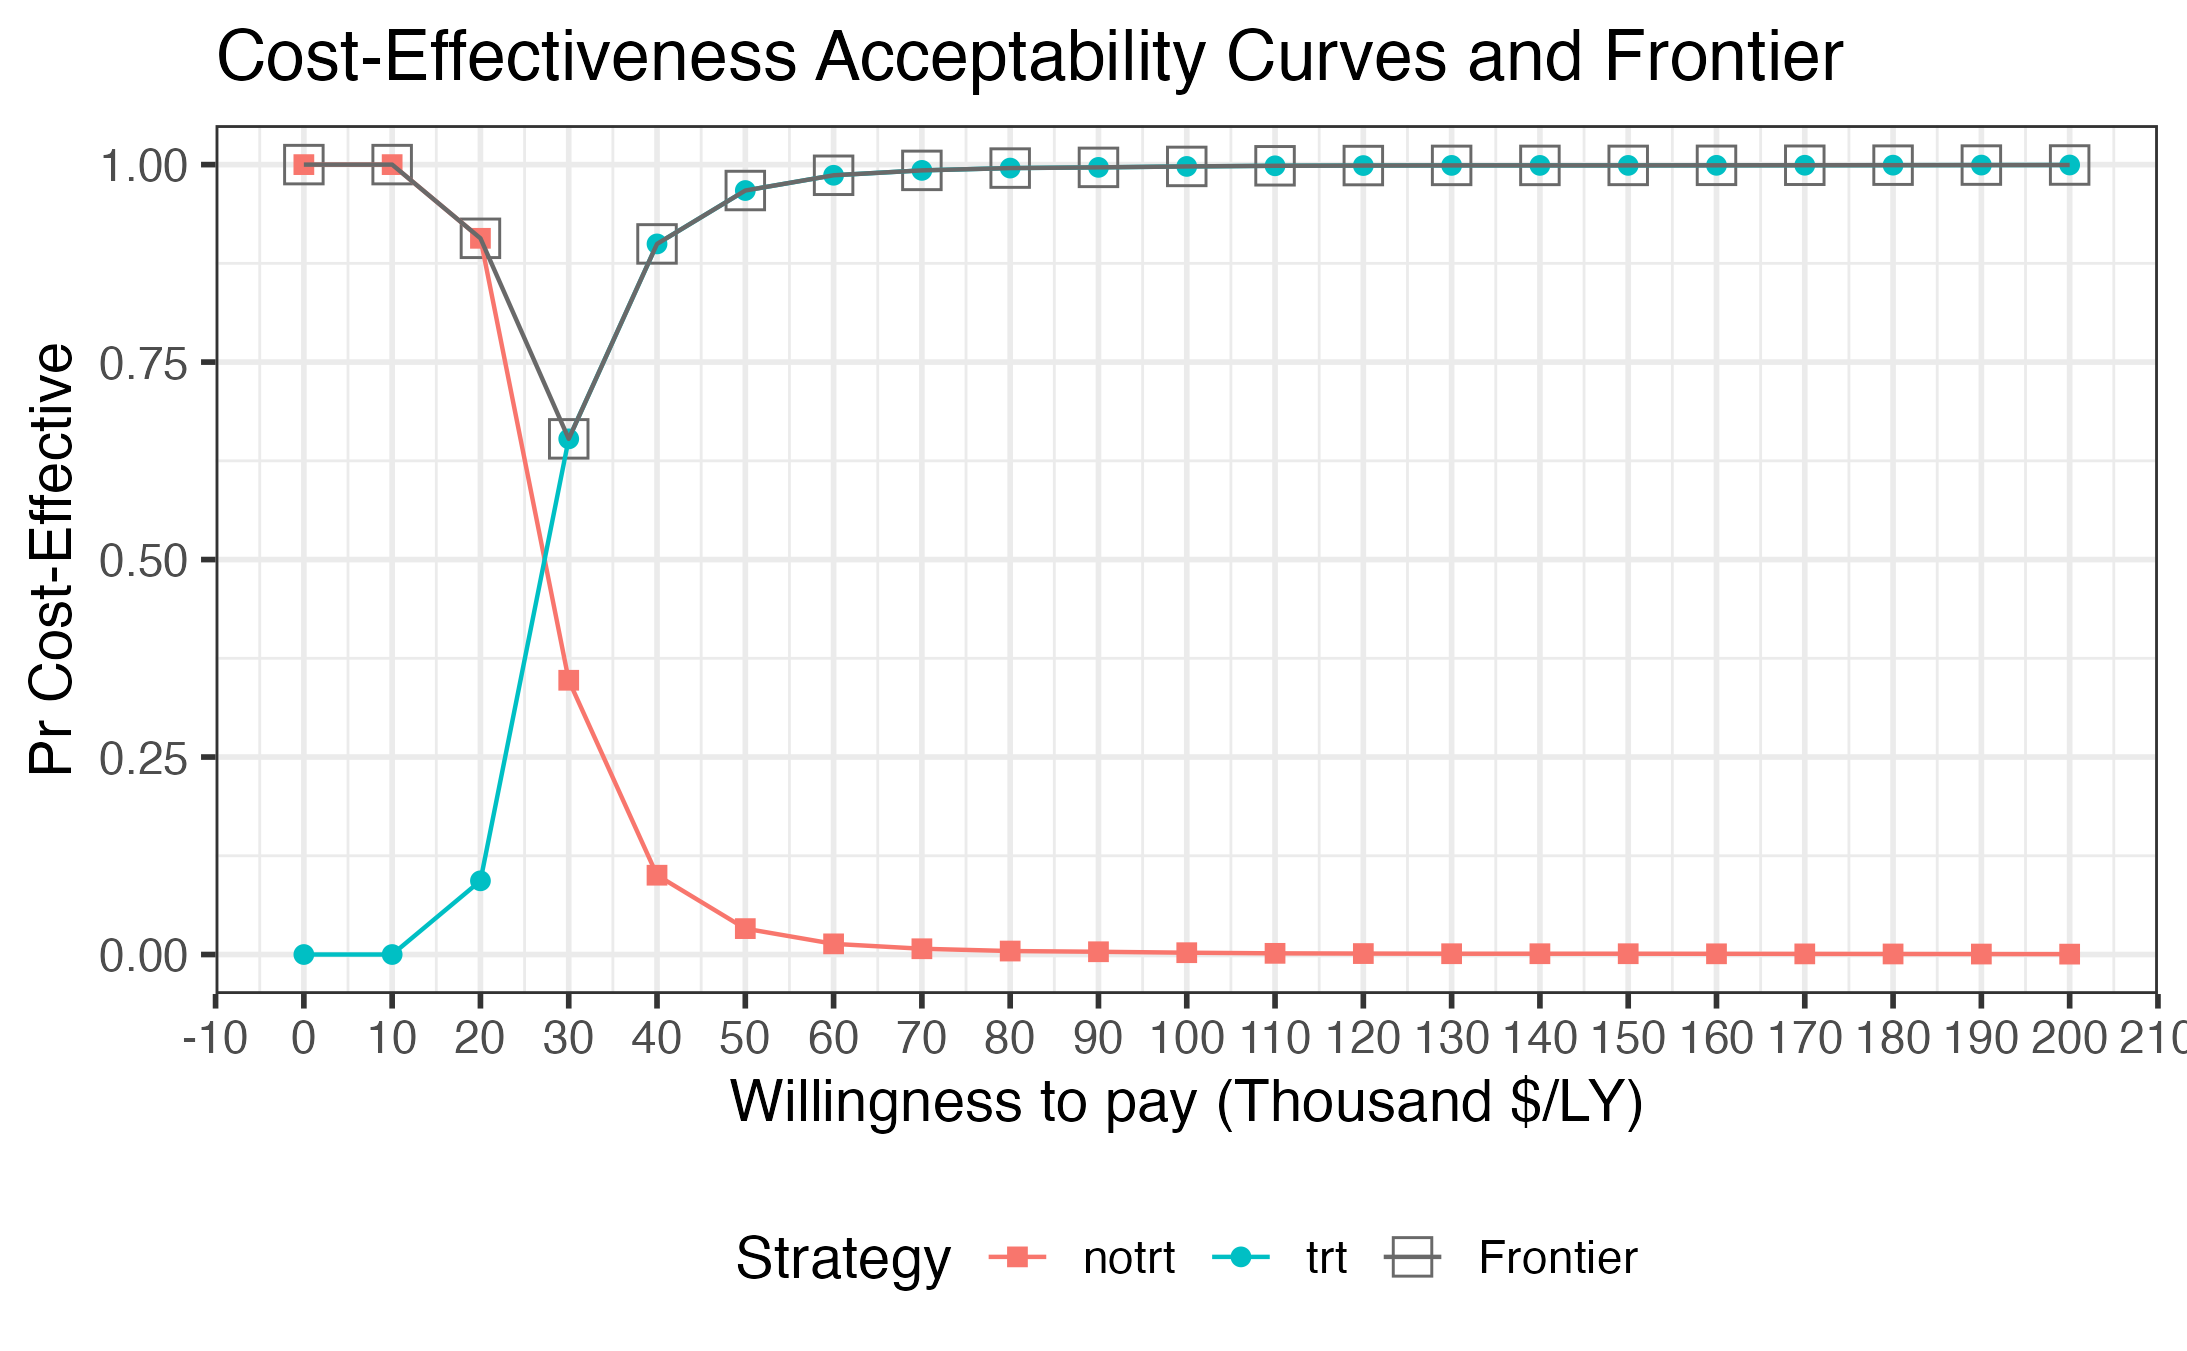 Cost-Effectiveness Acceptability Curves and Frontier
Pr Cost-Effective
1.00
0.75
0.50
0.25
0.00
-10 0 10 20 30 40 50 60 70 80 90 100 110 120 130 140 150 160 170 180 190 200 210
Willingness to pay (Thousand $/LY)
Strategy notrt trt Frontier